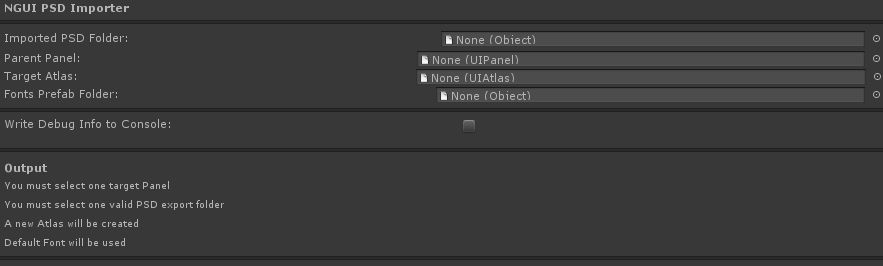 NGUI PSD Importer
Imported PSD Folder: None (Object)
Parent Panel: None (UIPanel)
Target Atlas: None (UIAtlas)
Fonts Prefab Folder: None (Object)
Write Debug Info to Console:
Output
You must select one target Panel
You must select one valid PSD export folder
A new Atlas will be created
Default Font will be used